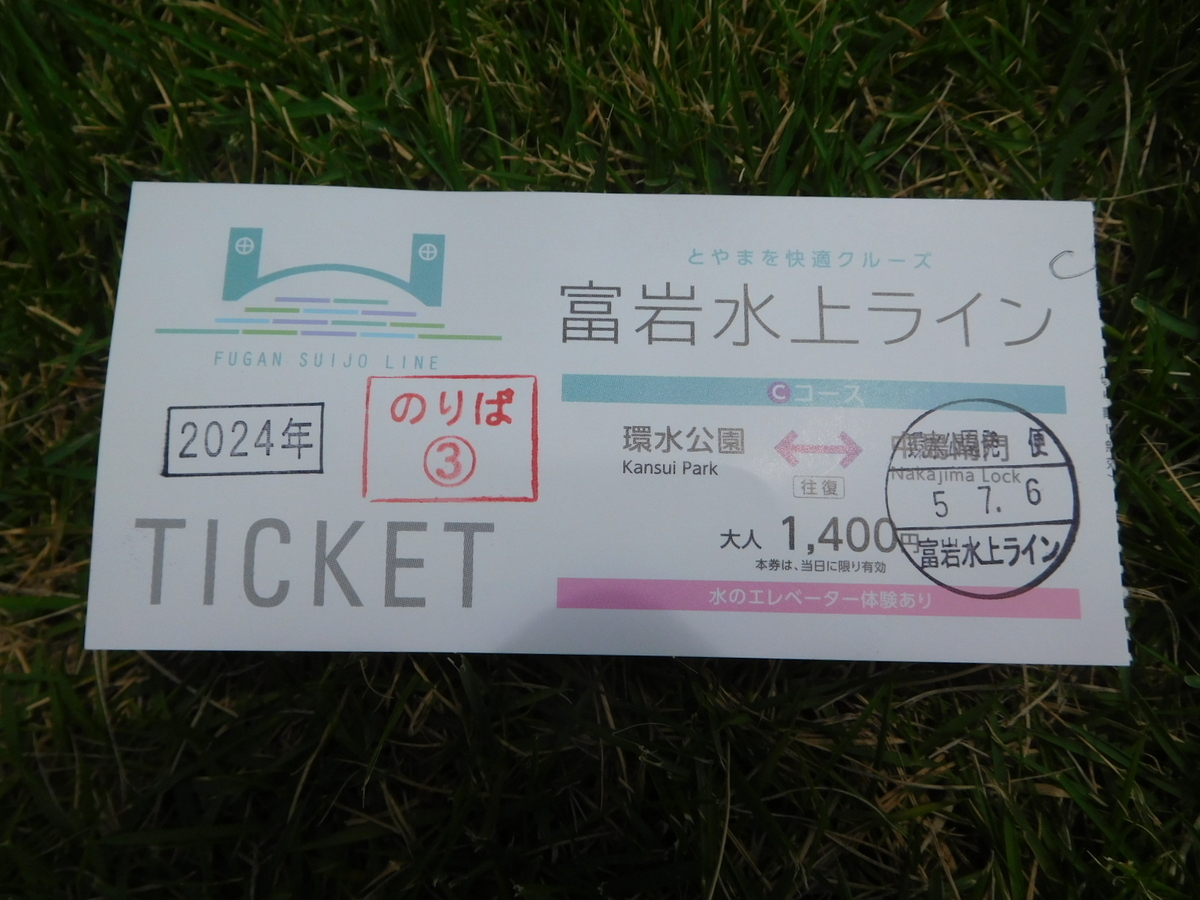 FUGAN SUIJO LINE
2024年
のりば
③
TICKET
とやまを快適クルーズ
富岩水上ライン
Cコース
環水公園
Kansui Park
往復
Nakajima Lock
大人 1,400円
本券は、当日に限り有効
水のエレベーター体験あり
便
5 7. 6
富岩水上ライン
C